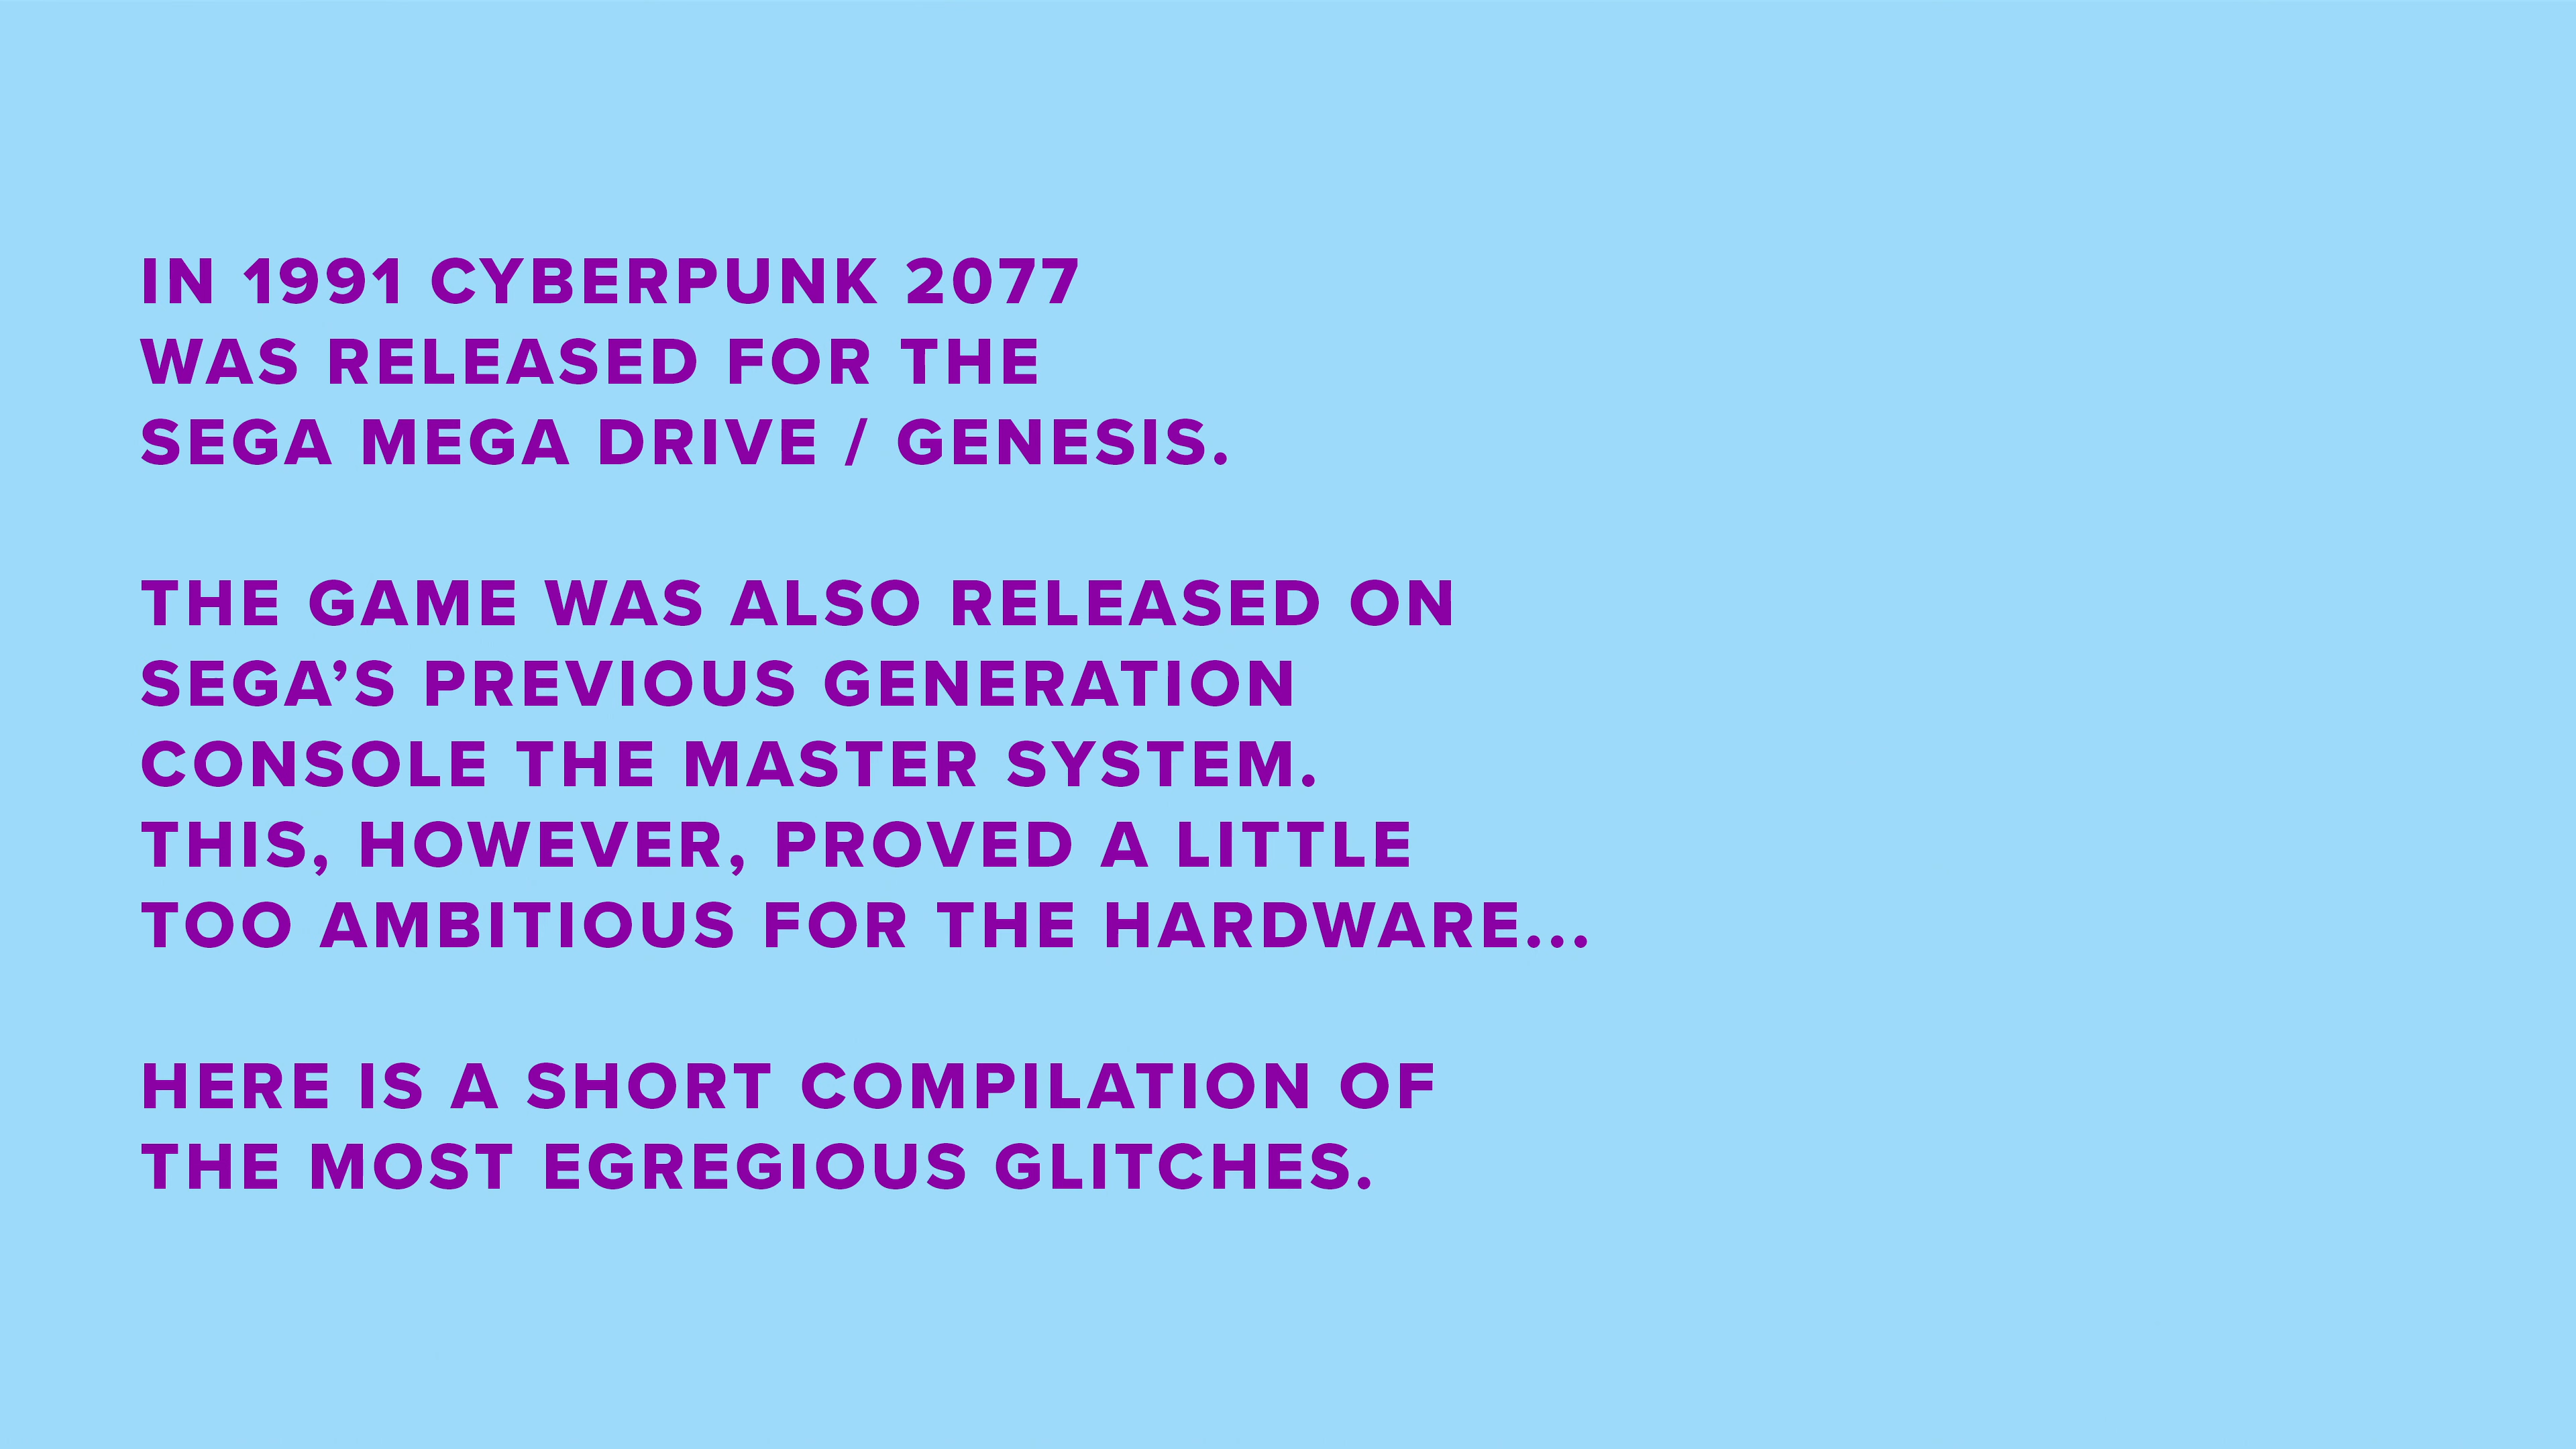 IN 1991 CYBERPUNK 2077
WAS RELEASED FOR THE
SEGA MEGA DRIVE / GENESIS.
THE GAME WAS ALSO RELEASED ON
SEGA’S PREVIOUS GENERATION
CONSOLE THE MASTER SYSTEM.
THIS, HOWEVER, PROVED A LITTLE
TOO AMBITIOUS FOR THE HARDWARE...
HERE IS A SHORT COMPILATION OF
THE MOST EGREGIOUS GLITCHES.